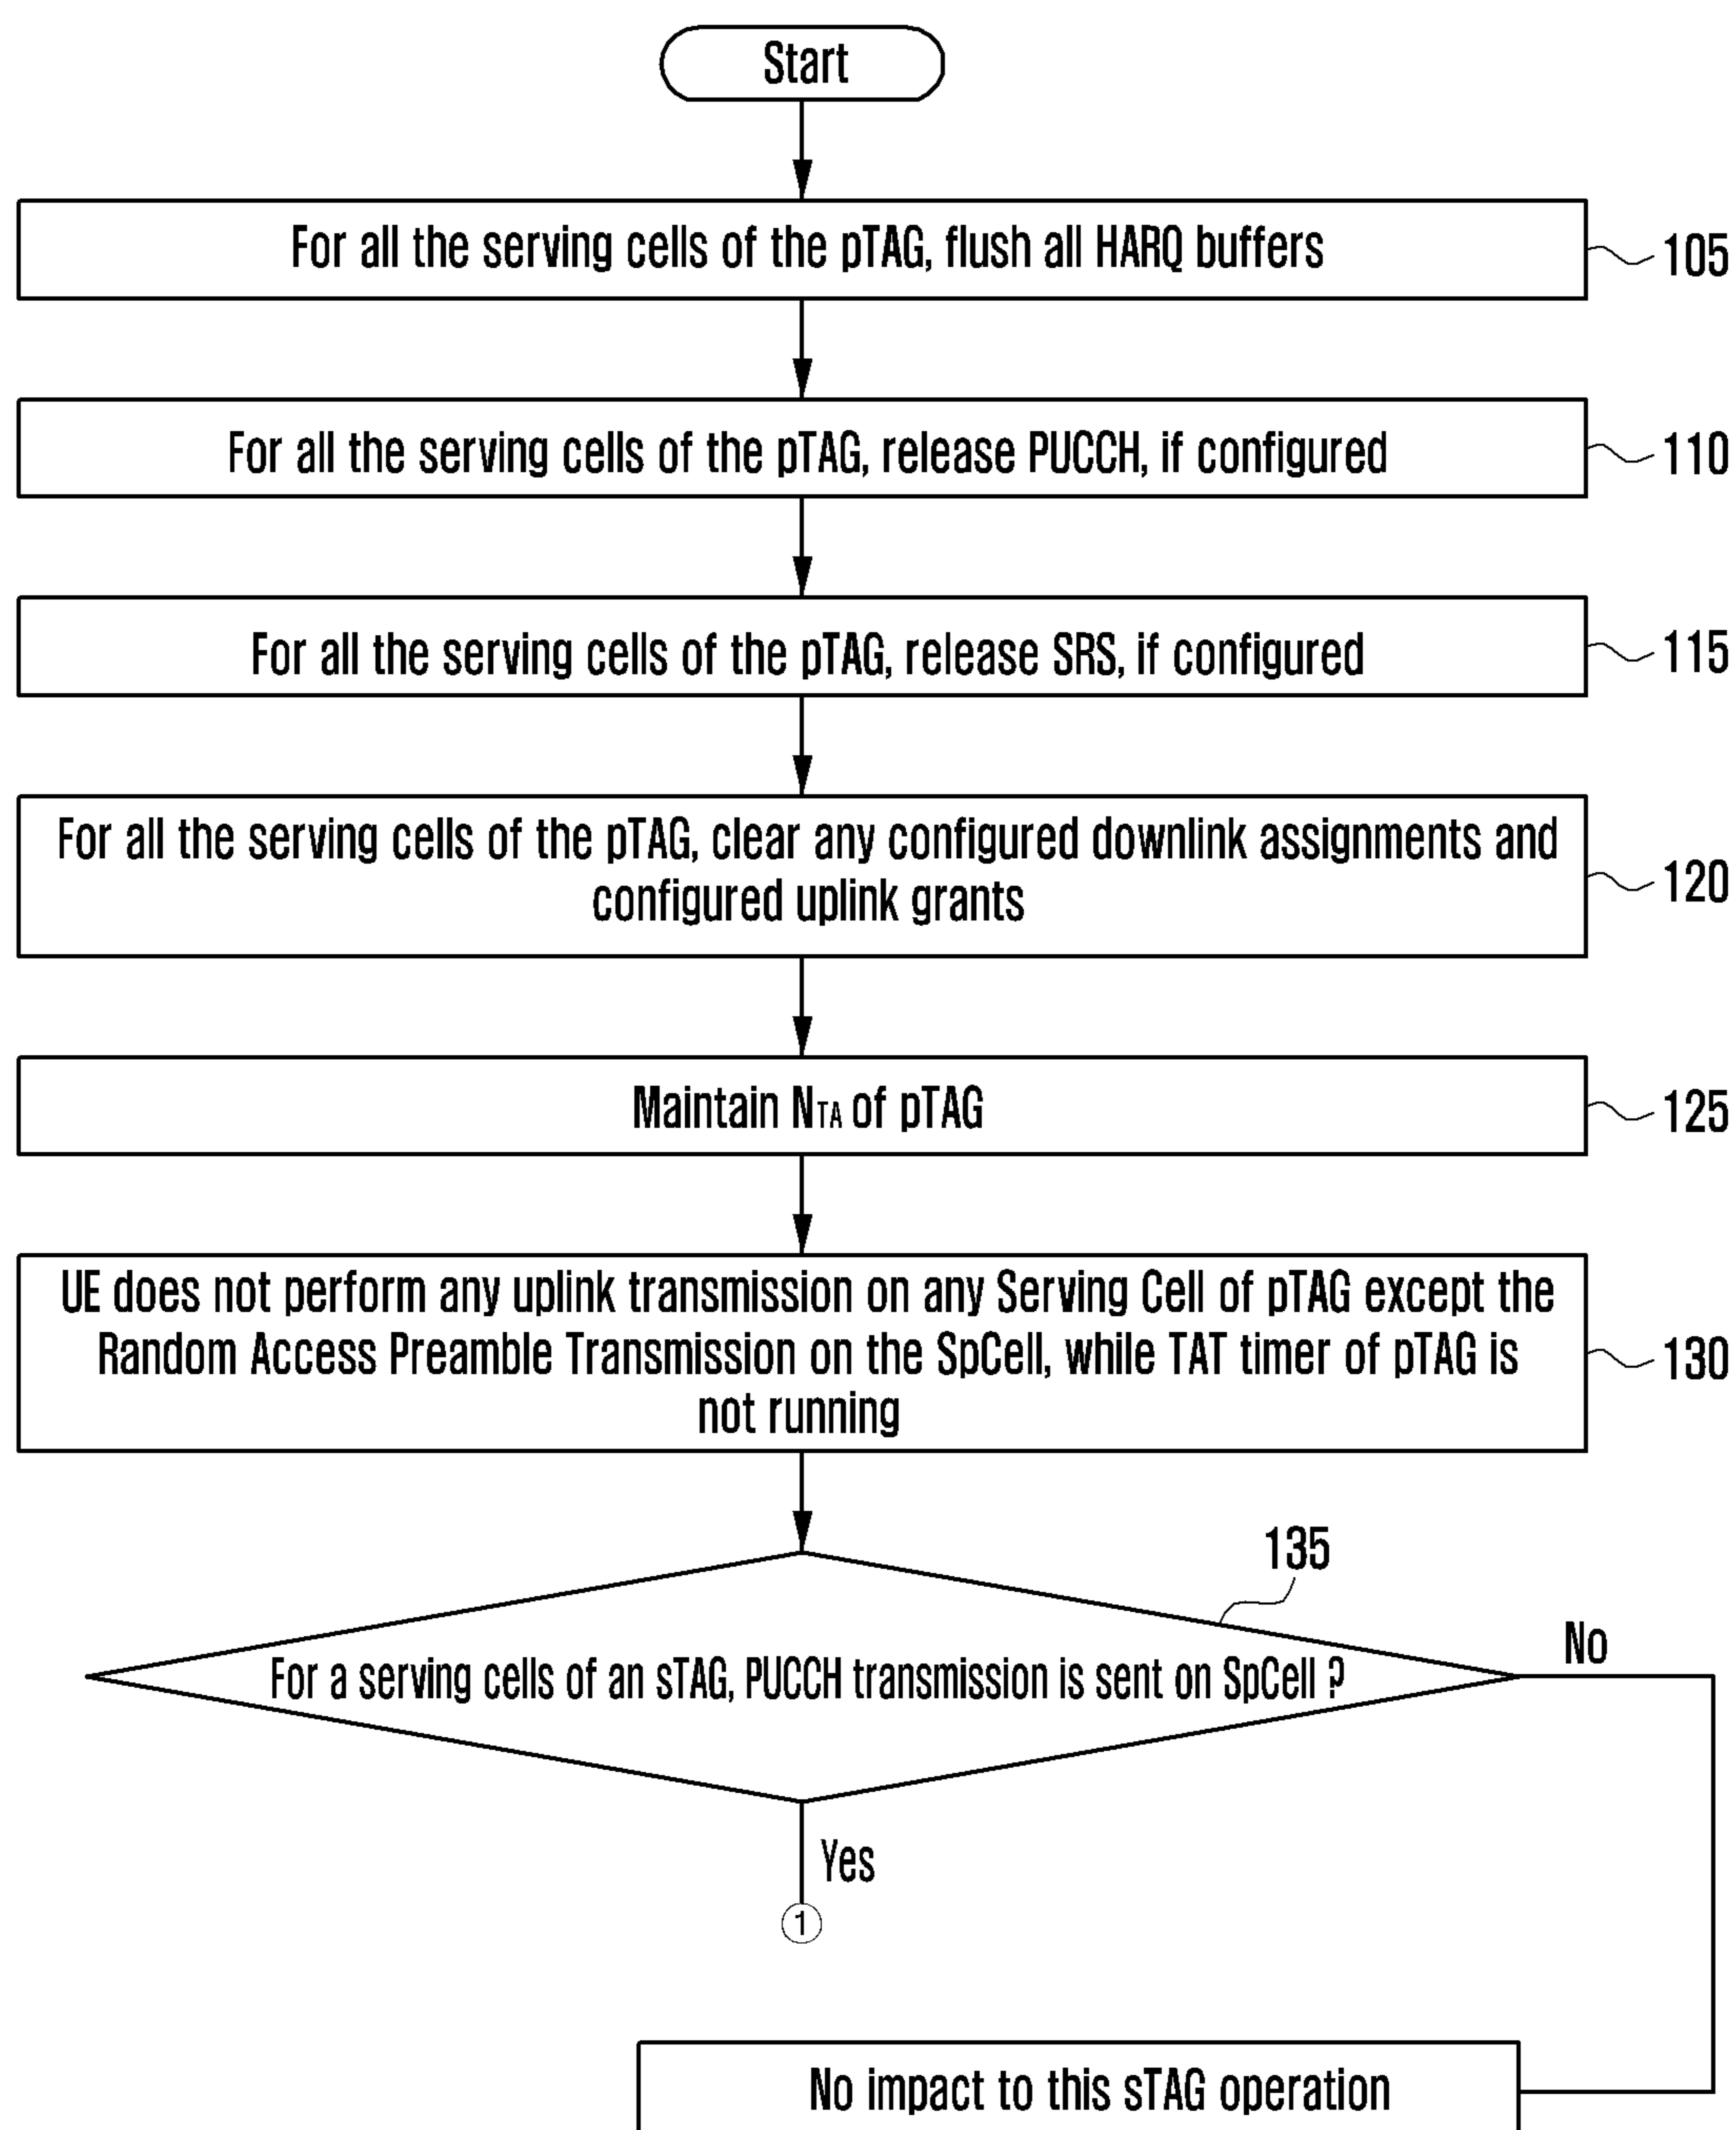 Start
For all the serving cells of the pTAG, flush all HARQ buffers
105
For all the serving cells of the pTAG, release PUCCH, if configured
110
For all the serving cells of the pTAG, release SRS, if configured
115
For all the serving cells of the pTAG, clear any configured downlink assignments and
configured uplink grants
120
Maintain NTA of pTAG
125
UE does not perform any uplink transmission on any Serving Cell of pTAG except the
Random Access Preamble Transmission on the SpCell, while TAT timer of pTAG is
not running
130
135
For a serving cells of an sTAG, PUCCH transmission is sent on SpCell ?
No
Yes
1
No impact to this sTAG operation